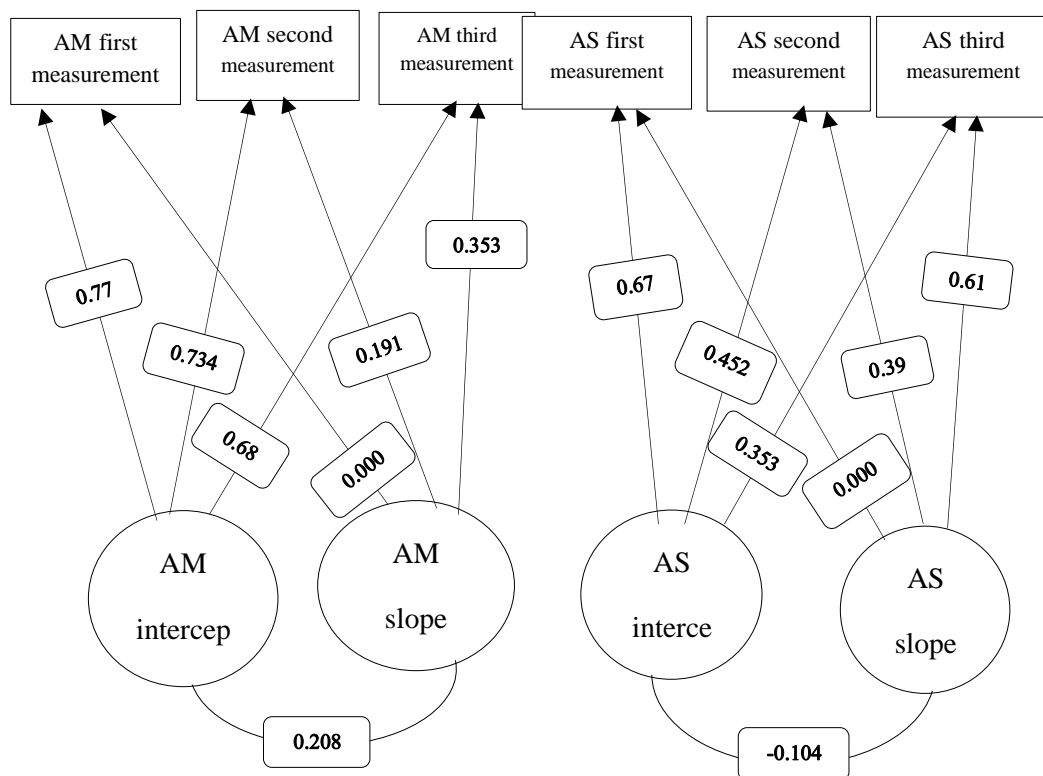 AM first
measurement
AM second
measurement
AM third
measurement
AS first
measurement
AS second
measurement
AS third
measurement
0.353
0.77
0.67
0.61
0.734
0.191
0.452
0.39
0.68
0.000
0.353
0.000
AM
intercep
AM
slope
AS
interce
AS
slope
0.208
-0.104